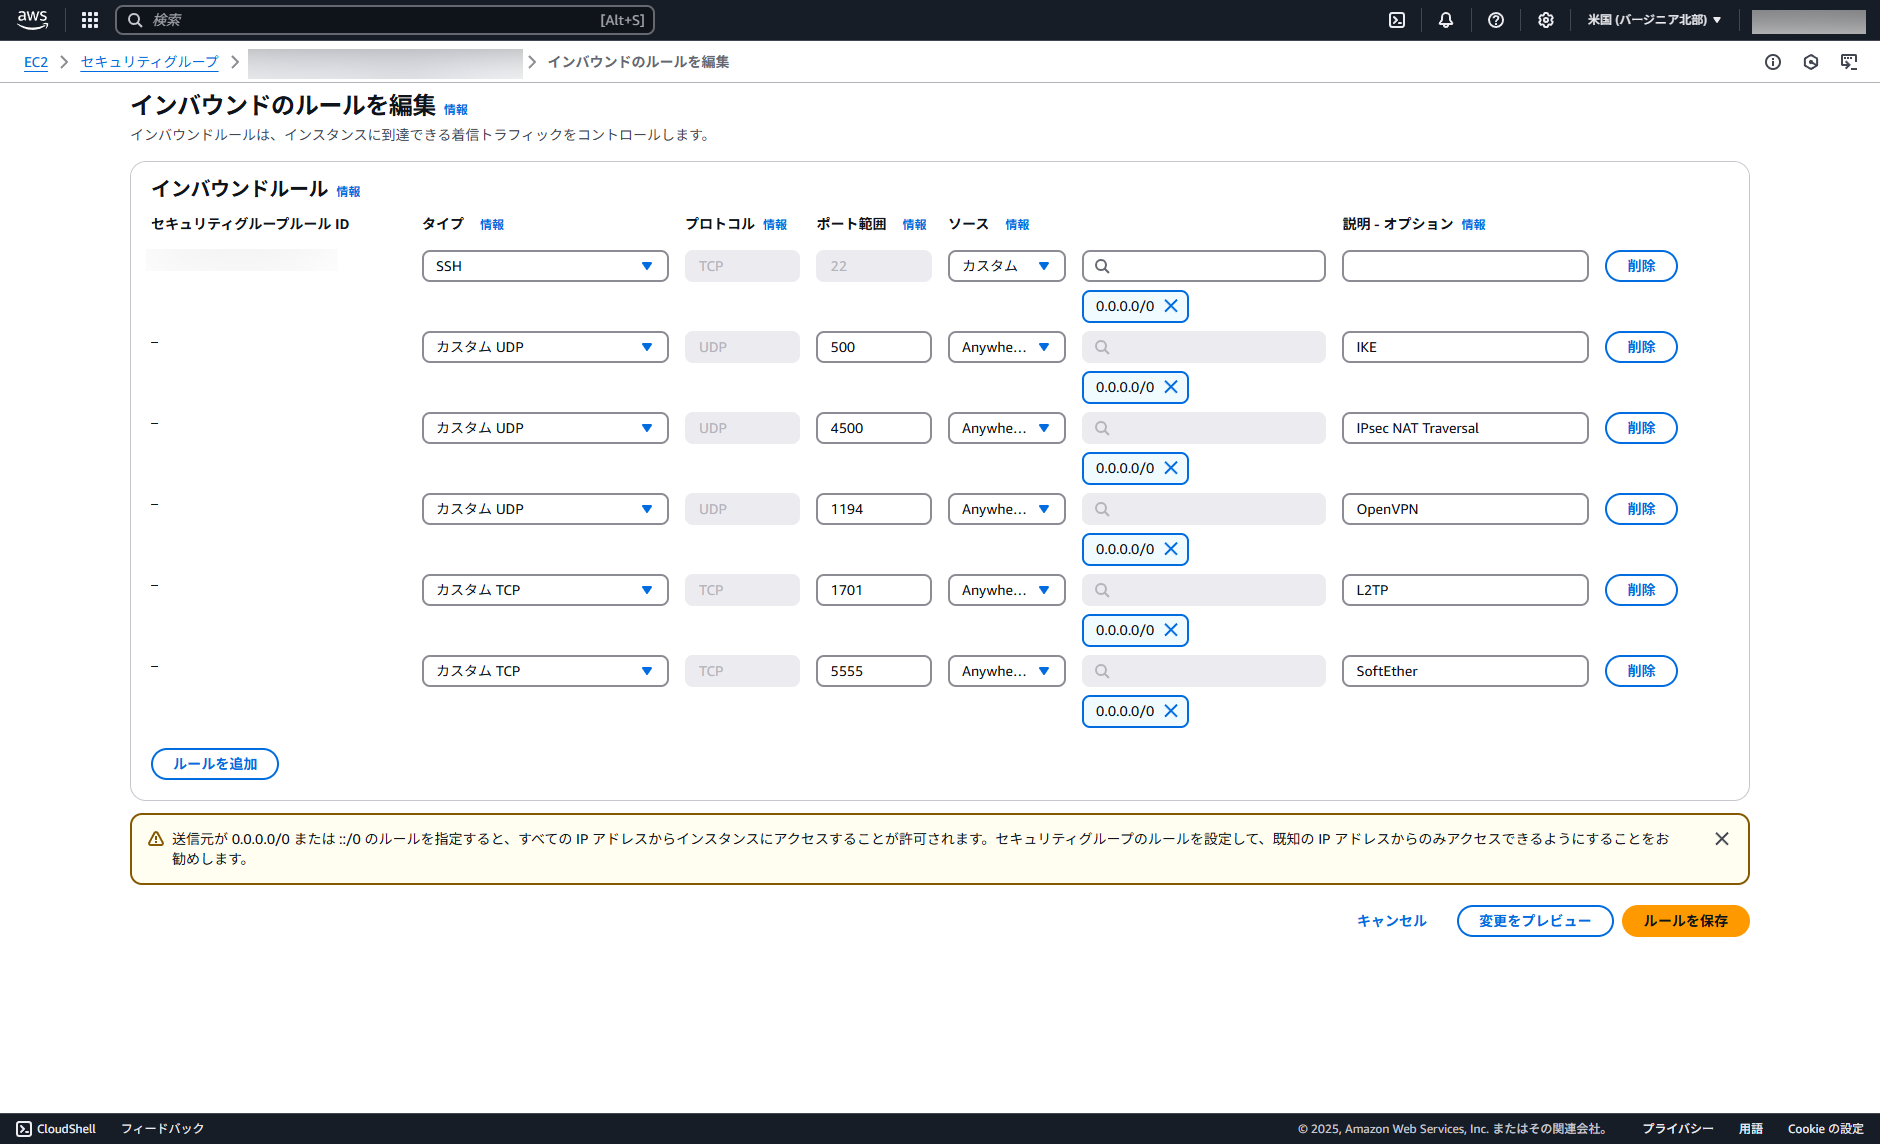 aws 検索 [Alt+S] 米国 (バージニア北部)
EC2 セキュリティグループ インバウンドのルールを編集
インバウンドのルールを編集 情報
インバウンドルールは、インスタンスに到達できる着信トラフィックをコントロールします。
インバウンドルール 情報
セキュリティグループルール ID タイプ 情報 プロトコル 情報 ポート範囲 情報 ソース 情報 説明 - オプション 情報
SSH TCP 22 カスタム 削除
0.0.0.0/0
– カスタム UDP UDP 500 Anywhe... IKE 削除
0.0.0.0/0
– カスタム UDP UDP 4500 Anywhe... IPsec NAT Traversal 削除
0.0.0.0/0
– カスタム UDP UDP 1194 Anywhe... OpenVPN 削除
0.0.0.0/0
– カスタム TCP TCP 1701 Anywhe... L2TP 削除
0.0.0.0/0
– カスタム TCP TCP 5555 Anywhe... SoftEther 削除
0.0.0.0/0
ルールを追加
送信元が 0.0.0.0/0 または ::/0 のルールを指定すると、すべての IP アドレスからインスタンスにアクセスすることが許可されます。セキュリティグループのルールを設定して、既知の IP アドレスからのみアクセスできるようにすることをお
勧めします。
キャンセル 変更をプレビュー ルールを保存
CloudShell フィードバック © 2025, Amazon Web Services, Inc. またはその関連会社。 プライバシー 用語 Cookie の設定